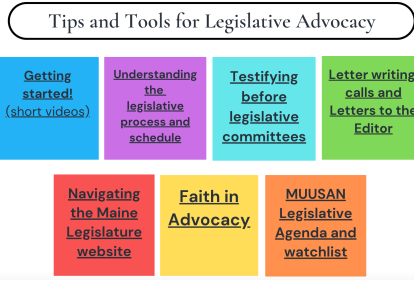 Tips and Tools for Legislative Advocacy
Getting
started!
(short videos)
Understanding
the
legislative
process and
schedule
Testifying
before
legislative
committees
Letter writing
calls and
Letters to the
Editor
Navigating
the Maine
Legislature
website
Faith in
Advocacy
MUUSAN
Legislative
Agenda and
watchlist